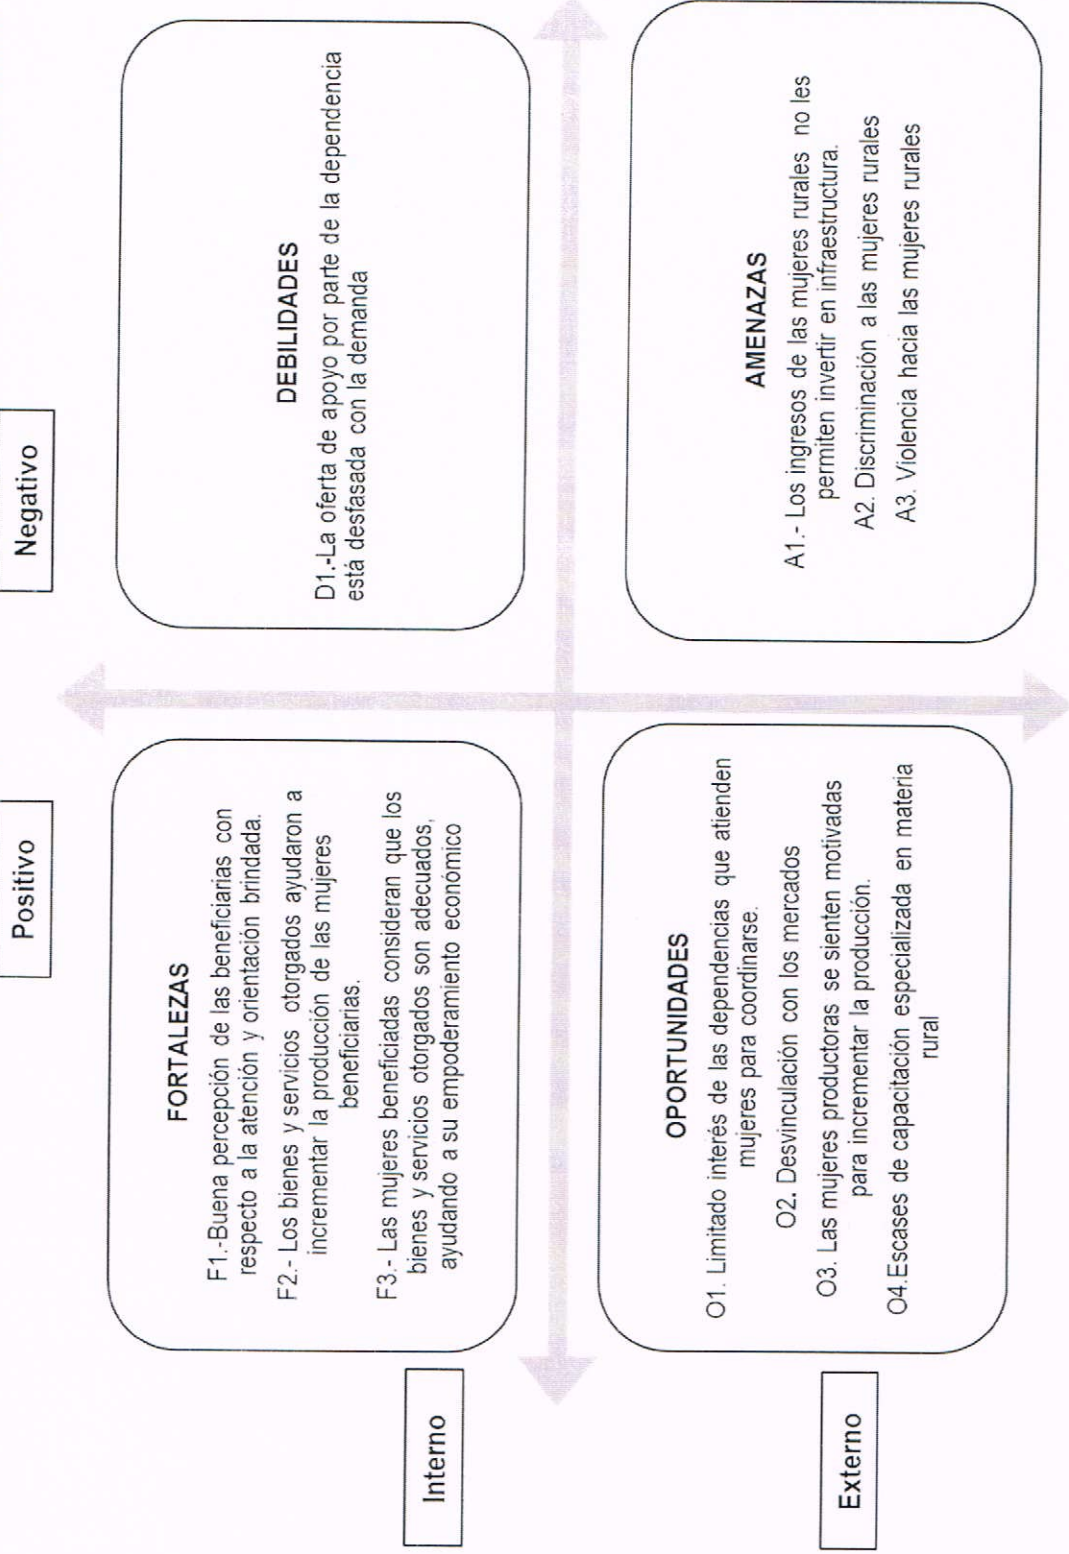 Positivo
Negativo
Interno
FORTALEZAS
F1.-Buena percepción de las beneficiarias con
respecto a la atención y orientación brindada.
F2.- Los bienes y servicios otorgados ayudaron a
incrementar la producción de las mujeres
beneficiarias.
F3.- Las mujeres beneficiadas consideran que los
bienes y servicios otorgados son adecuados,
ayudando a su empoderamiento económico
DEBILIDADES
D1.-La oferta de apoyo por parte de la dependencia
está desfasada con la demanda
Externo
OPORTUNIDADES
O1. Limitado interés de las dependencias que atienden
mujeres para coordinarse.
O2. Desvinculación con los mercados
O3. Las mujeres productoras se sienten motivadas
para incrementar la producción.
O4.Escases de capacitación especializada en materia
rural
AMENAZAS
A1.- Los ingresos de las mujeres rurales no les
permiten invertir en infraestructura.
A2. Discriminación a las mujeres rurales
A3. Violencia hacia las mujeres rurales